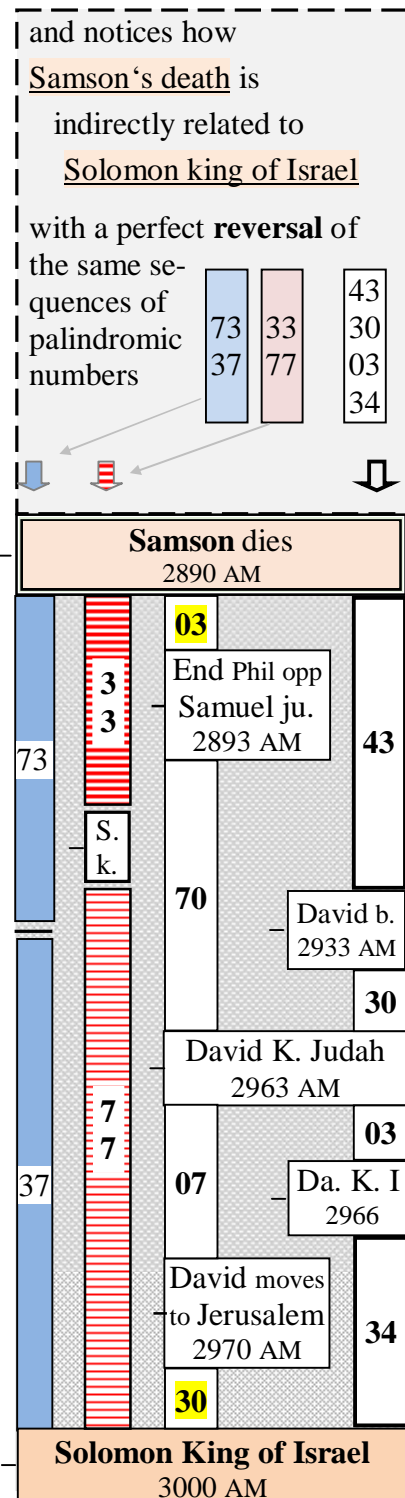 and notices how
Samson‘s death is
indirectly related to
Solomon king of Israel
with a perfect reversal of
the same se-
quences of
palindromic
numbers
73
37
33
77
43
30
03
34
Samson dies
2890 AM
03
End Phil opp
Samuel ju.
2893 AM
3
3
43
73
S.
k.
70
David b.
2933 AM
30
David K. Judah
2963 AM
7
7
03
37
07
Da. K. I
2966
David moves
to Jerusalem
2970 AM
34
30
Solomon King of Israel
3000 AM